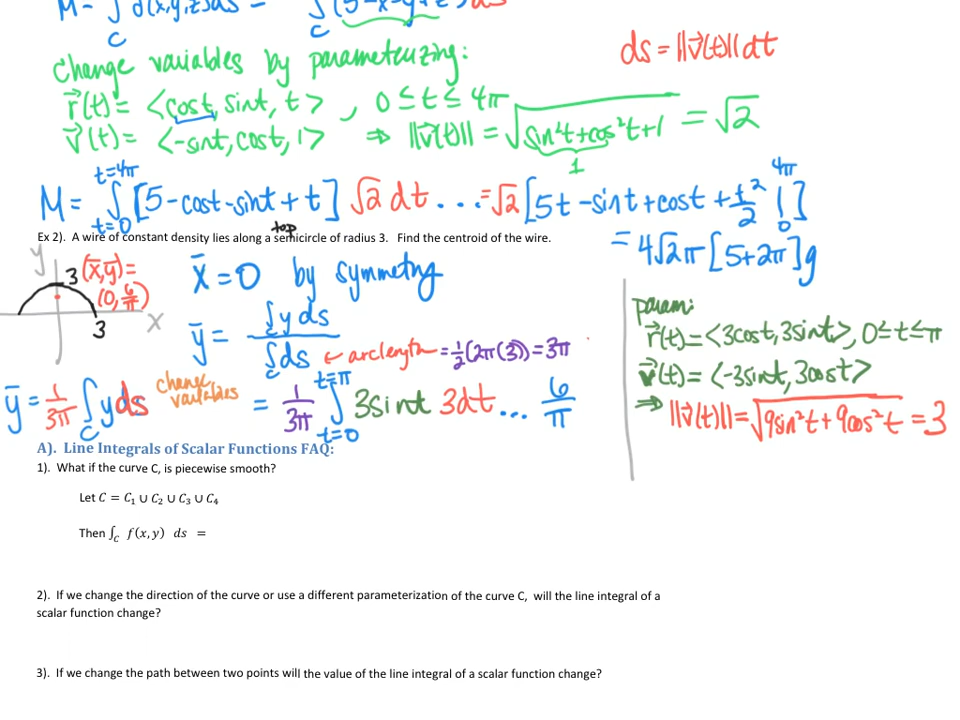 M = ∫ δ(x,y,z)ds = ∫ (5-x-y+z) ds
C C
change variables by parameterizing: ds = ||v⃗(t)||dt
r⃗(t) = <cost, sint, t> , 0≤t≤4π
v⃗(t) = <-sint, cost, 1> ⇒ ||v⃗(t)|| = √sin²t+cos²t+1 = √2
1
t=4π
M = ∫ [5-cost-sint+t] √2 dt ... = √2 [5t-sint+cost+t²/2 |] 4π 0
t=0
top
Ex 2). A wire of constant density lies along a semicircle of radius 3. Find the centroid of the wire.
= 4√2π [5+2π] g
y 3 (x̄,ȳ) = (0, 6/π) 3 x
x̄ = 0 by symmetry
ȳ = ∫yds / ∫ds ← arclength = ½(2π(3)) = 3π
C
param:
r⃗(t) = <3cost, 3sint>, 0≤t≤π
v⃗(t) = <-3sint, 3cost>
⇒ ||v⃗(t)|| = √9sin²t+9cos²t = 3
ȳ = 1/3π ∫ yds change variables = 1/3π ∫ 3sint 3dt ... 6/π
C t=π t=0
A). Line Integrals of Scalar Functions FAQ:
1). What if the curve C, is piecewise smooth?
Let C = C₁ ∪ C₂ ∪ C₃ ∪ C₄
Then ∫_C f(x,y) ds =
2). If we change the direction of the curve or use a different parameterization of the curve C, will the line integral of a
scalar function change?
3). If we change the path between two points will the value of the line integral of a scalar function change?